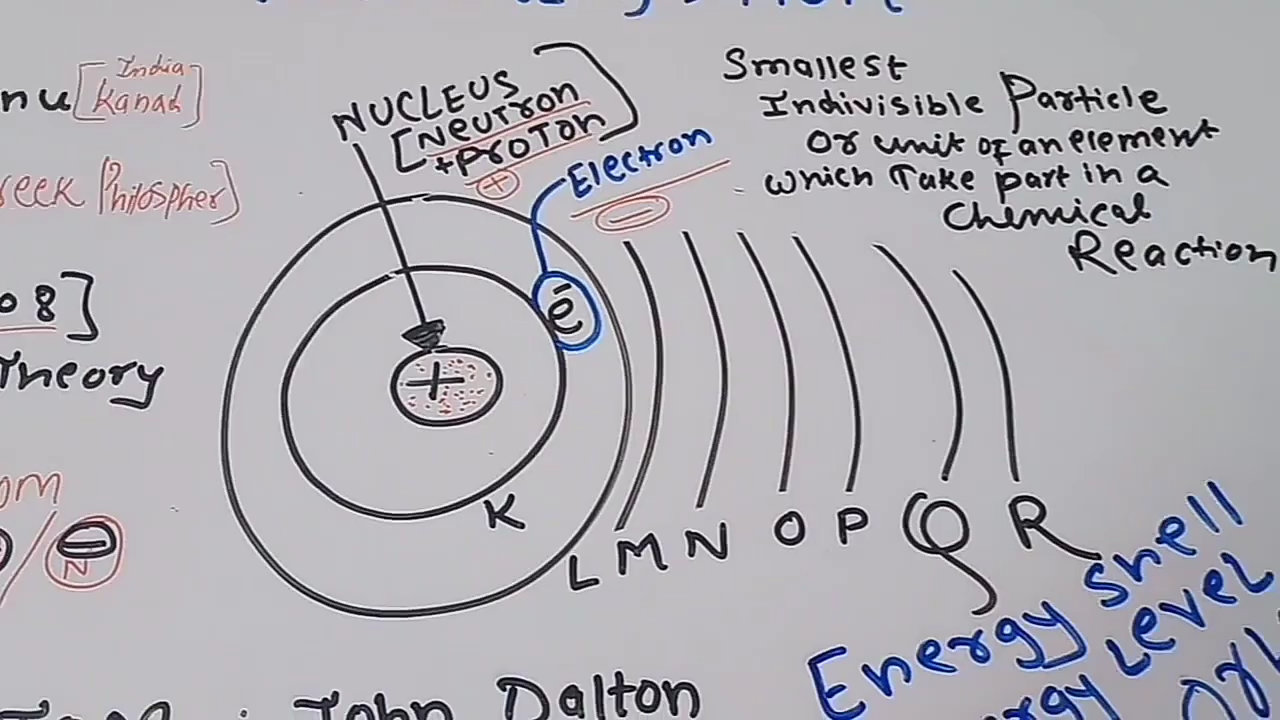 nu [India
Kanad]
reek Philospher]
08]
Theory
om
N
NUCLEUS
[NEUTRON
+PROTON]
+
Electron
-
Smallest
Indivisible Particle
or unit of an element
which Take part in a
Chemical
Reaction
ē
+
K
L M N O P Q R
Energy Shell
Level
: John Dalton